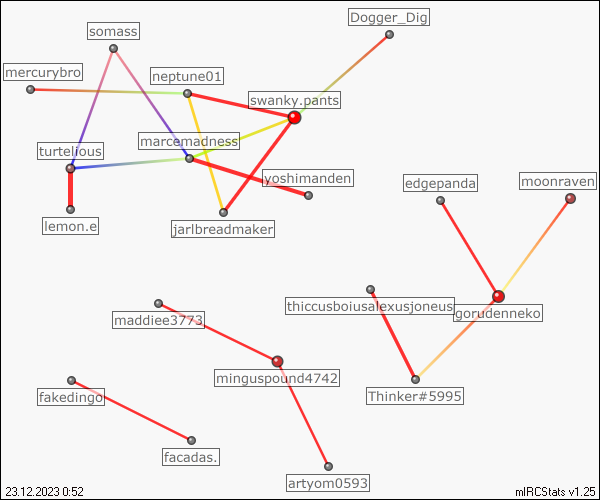 Dogger_Dig
somass
mercurybro
neptune01
swanky.pants
marcemadness
turtelious
yoshimanden
edgepanda
moonraven
lemon.e
jarlbreadmaker
thiccusboiusalexusjoneus
gorudenneko
maddiee3773
minguspound4742
fakedingo
Thinker#5995
facadas.
artyom0593
23.12.2023 0:52
mIRCStats v1.25